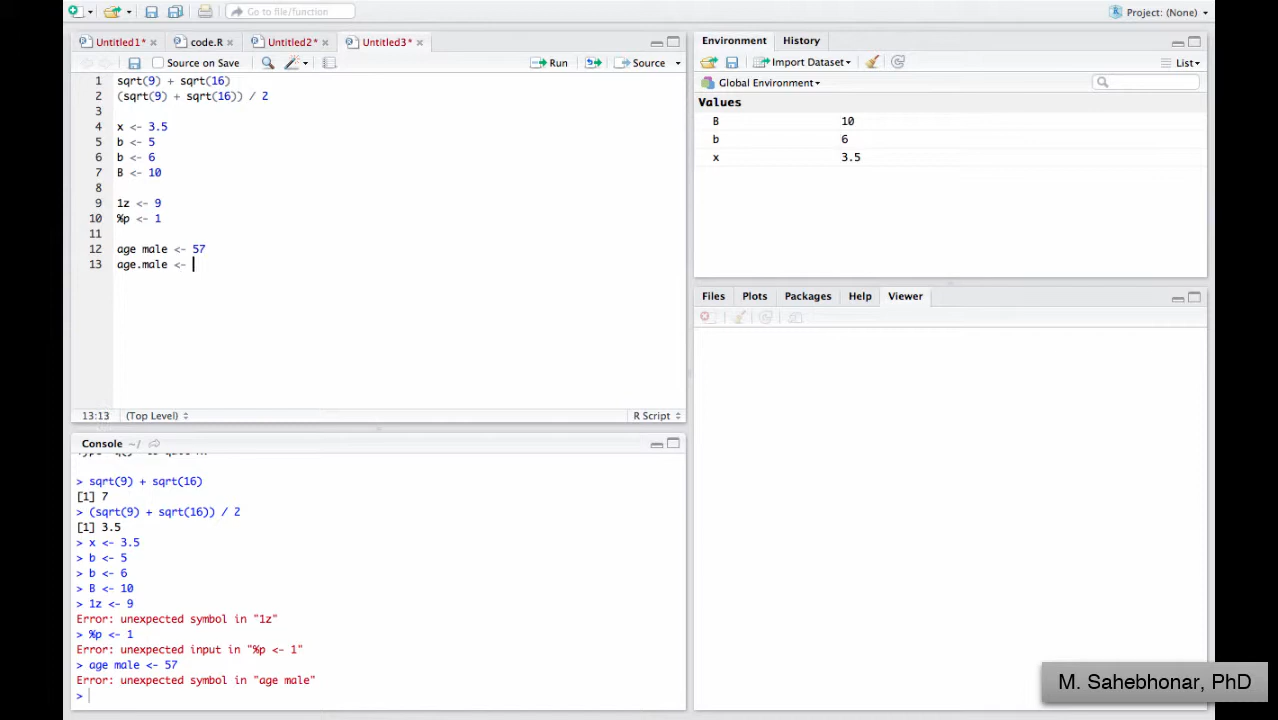 Go to file/function
Project: (None)
Untitled1*
code.R
Untitled2*
Untitled3*
Source on Save
Run
Source
1 sqrt(9) + sqrt(16)
2 (sqrt(9) + sqrt(16)) / 2
3
4 x <- 3.5
5 b <- 5
6 b <- 6
7 B <- 10
8
9 1z <- 9
10 %p <- 1
11
12 age male <- 57
13 age.male <-
13:13 (Top Level) R Script
Console ~/
> sqrt(9) + sqrt(16)
[1] 7
> (sqrt(9) + sqrt(16)) / 2
[1] 3.5
> x <- 3.5
> b <- 5
> b <- 6
> B <- 10
> 1z <- 9
Error: unexpected symbol in "1z"
> %p <- 1
Error: unexpected input in "%p <- 1"
> age male <- 57
Error: unexpected symbol in "age male"
>
Environment History
Import Dataset
List
Global Environment
Values
B 10
b 6
x 3.5
Files Plots Packages Help Viewer
M. Sahebhonar, PhD